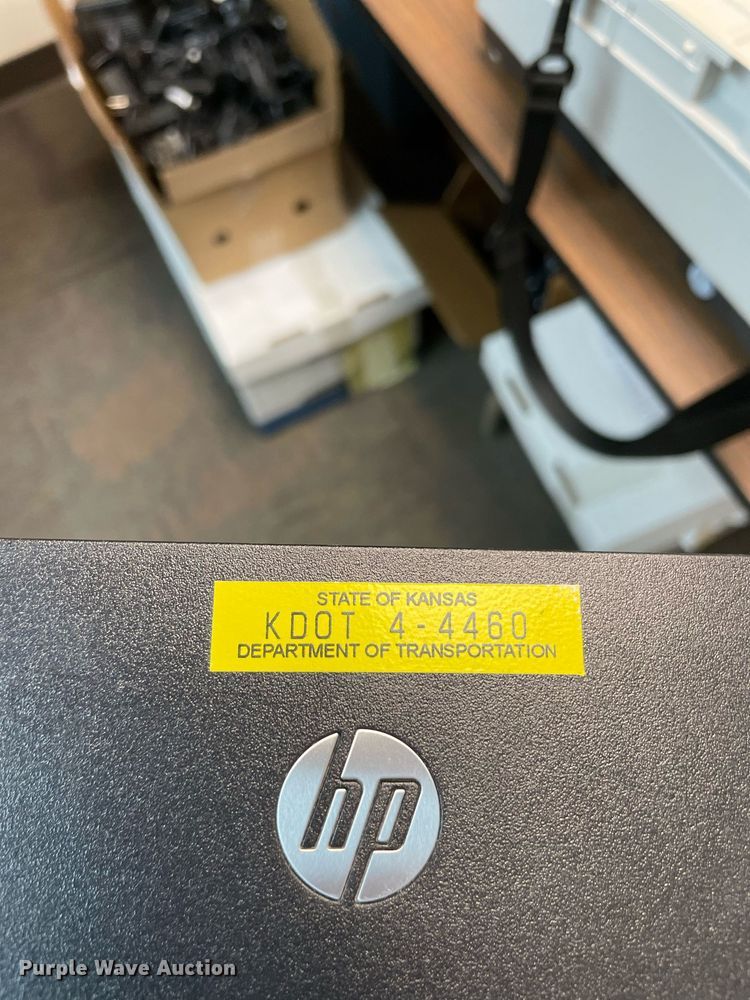 STATE OF KANSAS
KDOT 4-4460
DEPARTMENT OF TRANSPORTATION
hp
Purple Wave Auction